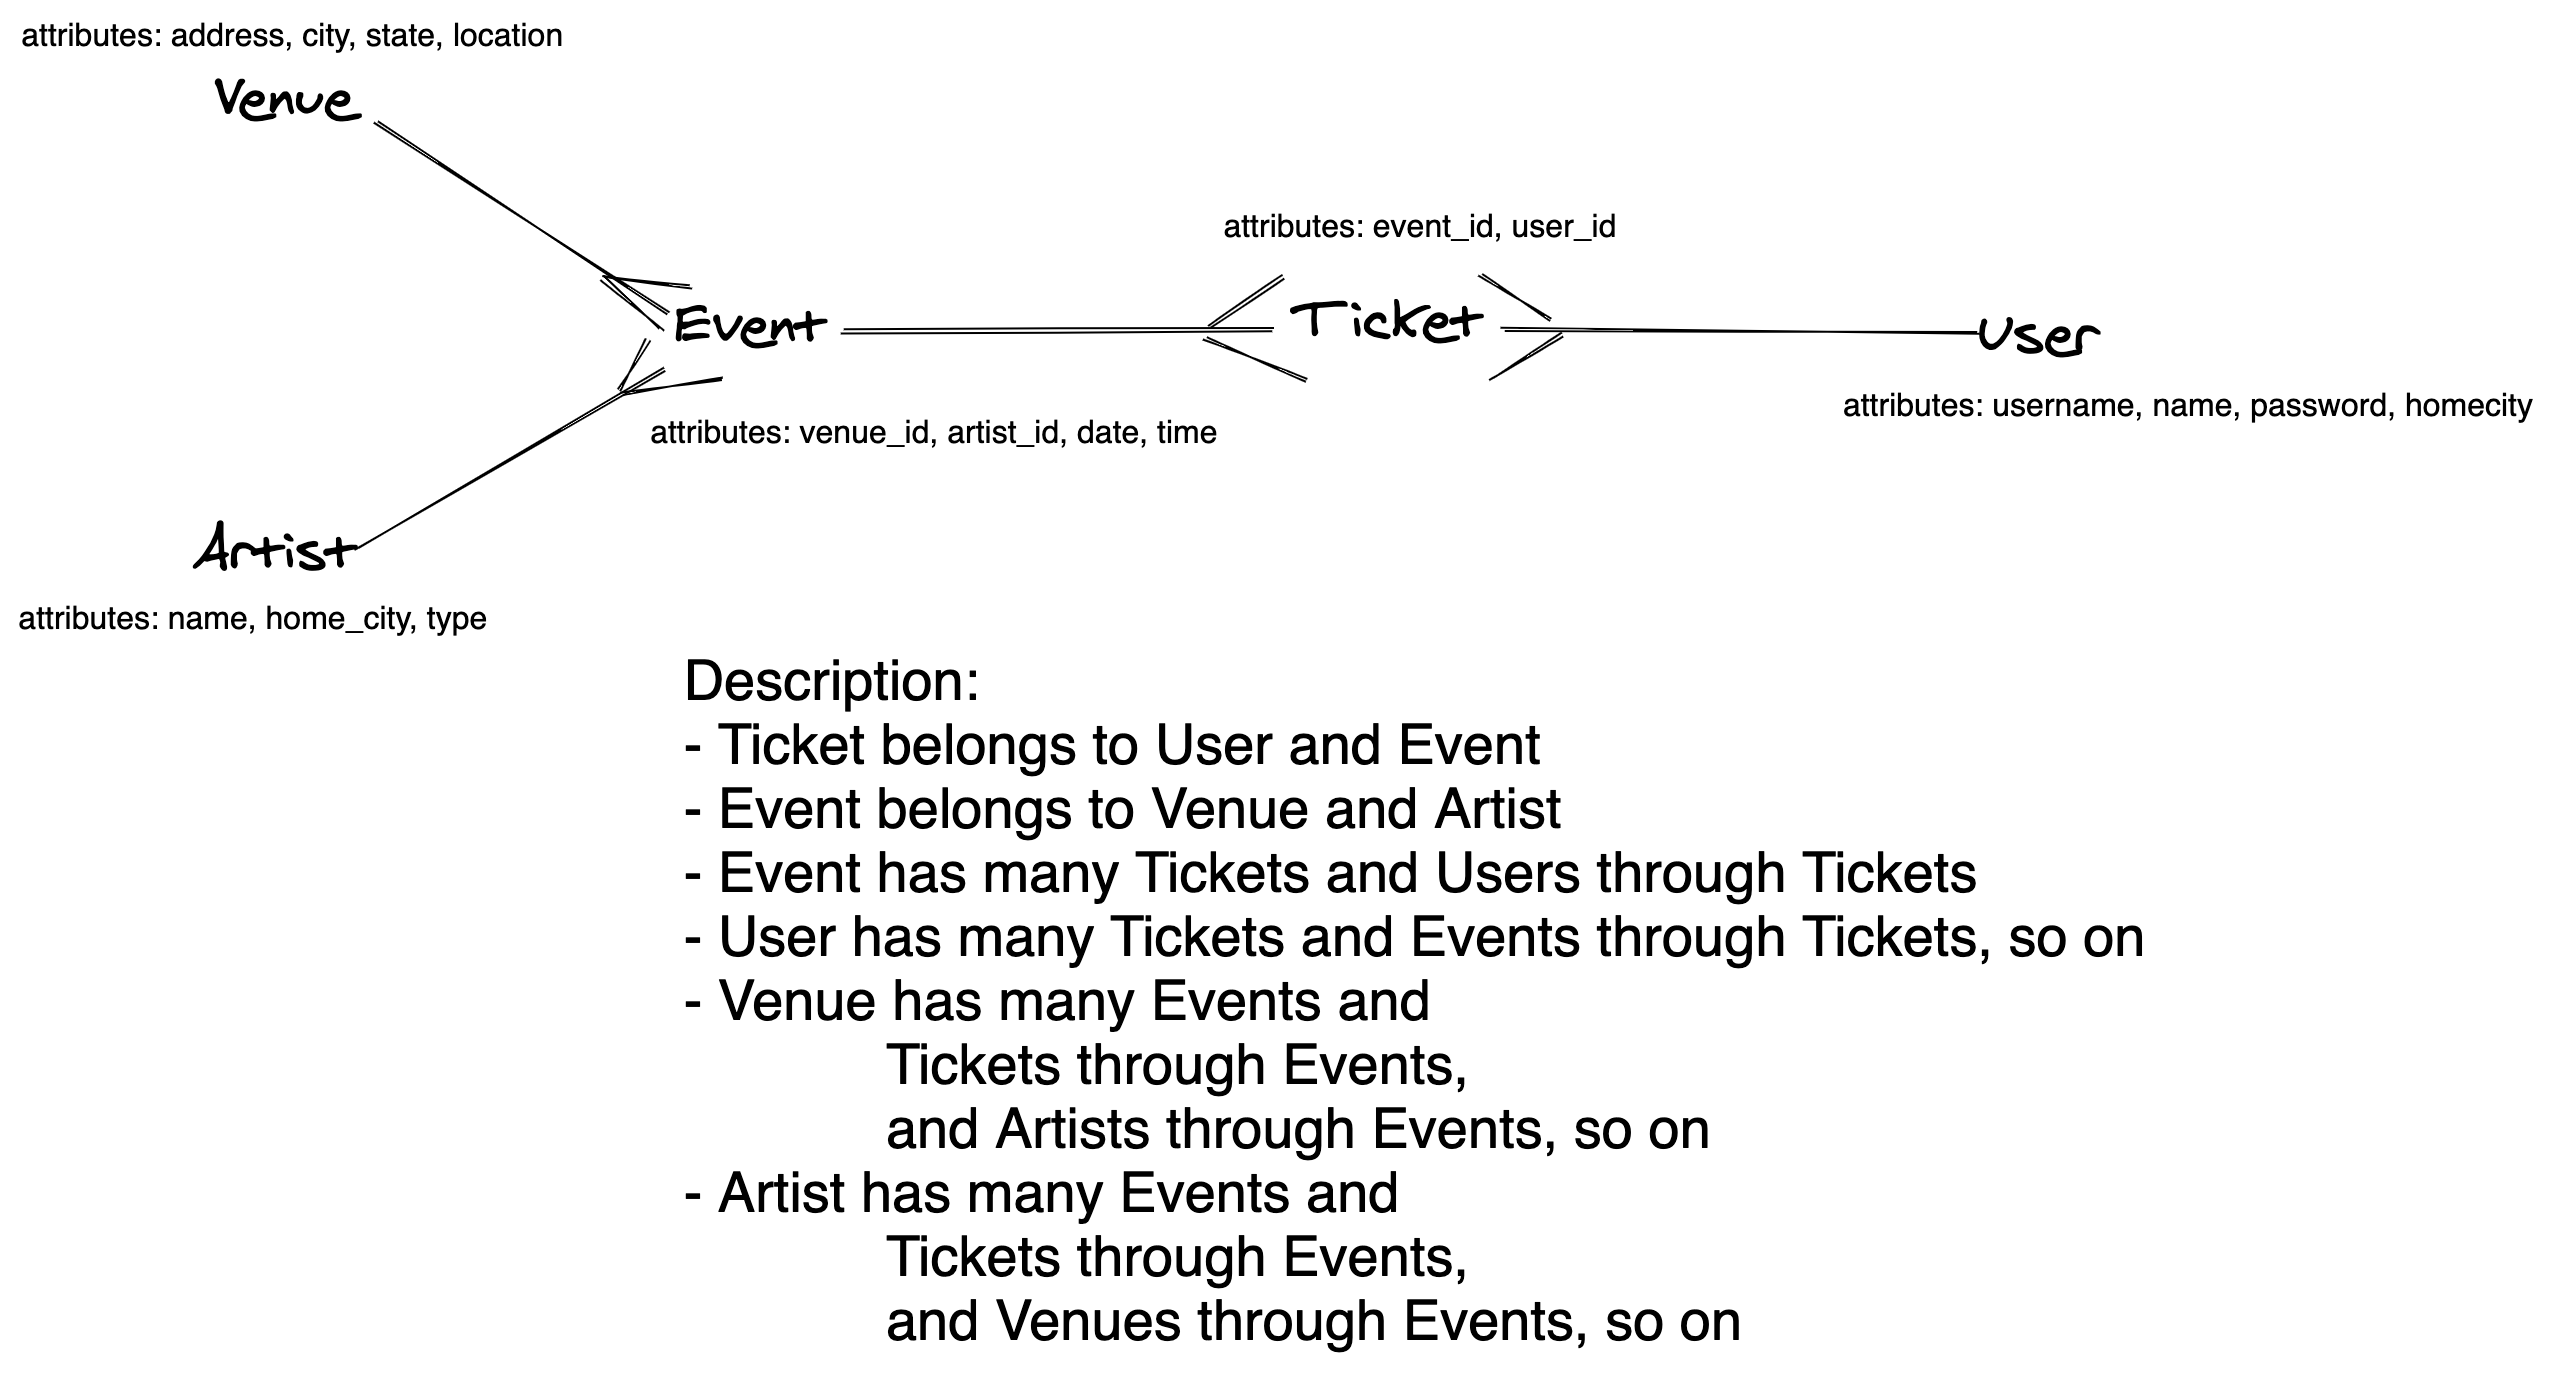 attributes: address, city, state, location
Venue
attributes: event_id, user_id
Event
Ticket
User
attributes: username, name, password, homecity
attributes: venue_id, artist_id, date, time
Artist
attributes: name, home_city, type
Description:
- Ticket belongs to User and Event
- Event belongs to Venue and Artist
- Event has many Tickets and Users through Tickets
- User has many Tickets and Events through Tickets, so on
- Venue has many Events and
Tickets through Events,
and Artists through Events, so on
- Artist has many Events and
Tickets through Events,
and Venues through Events, so on